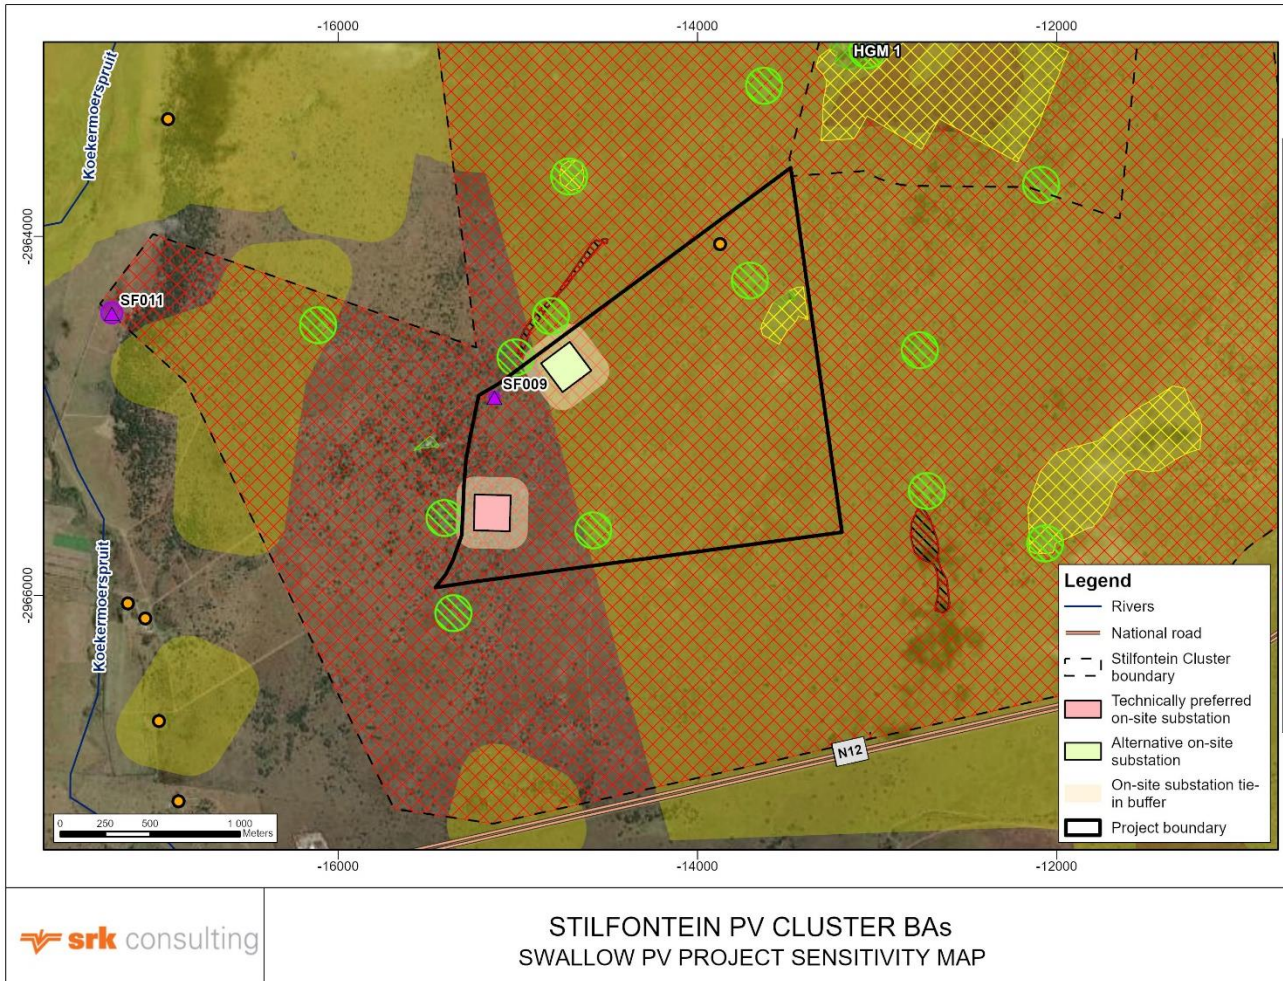 -16000
-14000
-12000
HGM 1
Koekermoerspruit
-2964000
-2964000
SF011
SF009
Koekermoerspruit
-2966000
N12
Legend
Rivers
National road
Stilfontein Cluster
boundary
Technically preferred
on-site substation
Alternative on-site
substation
On-site substation tie-
in buffer
Project boundary
0 250 500 1 000
Meters
-16000
-14000
-12000
srk consulting
STILFONTEIN PV CLUSTER BAs
SWALLOW PV PROJECT SENSITIVITY MAP